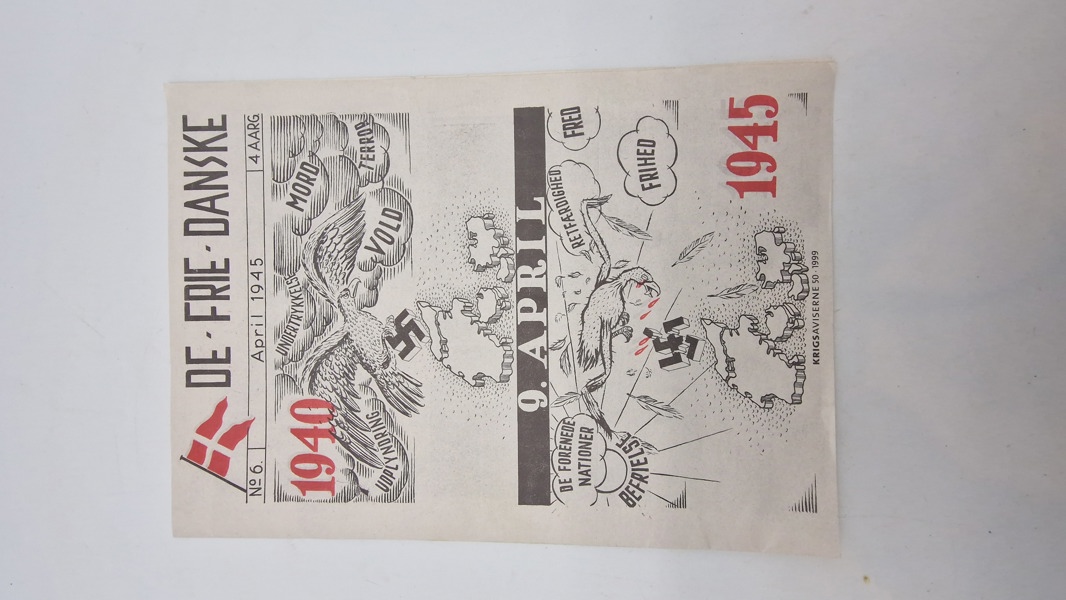 DE · FRIE · DANSKE
No 6. April 1945 4 AARG
1940
UNDERTRYKKELSE
MORD
TERROR
VOLD
UDPLYNDRING
9. APRIL
DE FORENEDE
NATIONER
RETFÆRDIGHED
FRED
BEFRIELSE
FRIHED
1945
KRIGSAVISERNE 50 · 1999